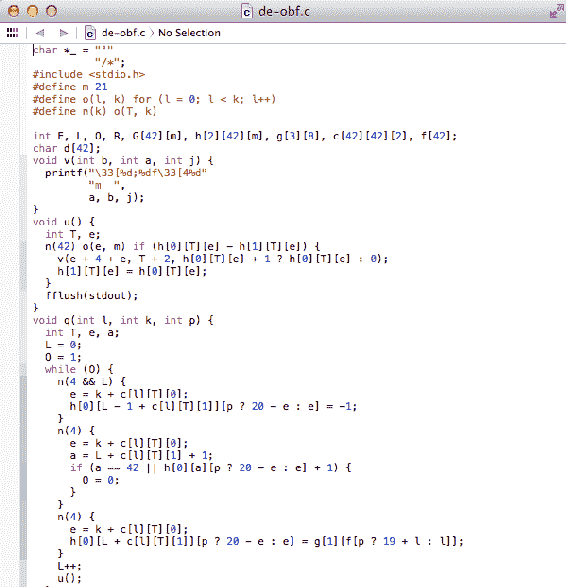 de-obf.c
de-obf.c › No Selection
char *_ = "'"
"/*";
#include <stdio.h>
#define m 21
#define o(l, k) for (l = 0; l < k; l++)
#define n(k) o(T, k)
int E, L, O, R, G[42][m], h[2][42][m], g[3][8], c[42][42][2], f[42];
char d[42];
void v(int b, int a, int j) {
printf("\33[%d;%df\33[4%d"
"m  ",
a, b, j);
}
void u() {
int T, e;
n(42) o(e, m) if (h[0][T][e] - h[1][T][e]) {
v(e + 4 + e, T + 2, h[0][T][e] + 1 ? h[0][T][e] : 0);
h[1][T][e] = h[0][T][e];
}
fflush(stdout);
}
void q(int l, int k, int p) {
int T, e, a;
L = 0;
O = 1;
while (O) {
n(4 && L) {
e = k + c[l][T][0];
h[0][L - 1 + c[l][T][1]][p ? 20 - e : e] = -1;
}
n(4) {
e = k + c[l][T][0];
a = L + c[l][T][1] + 1;
if (a == 42 || h[0][a][p ? 20 - e : e] + 1) {
O = 0;
}
}
n(4) {
e = k + c[l][T][0];
h[0][L + c[l][T][1]][p ? 20 - e : e] = g[1][f[p ? 19 + l : l]];
}
L++;
u();